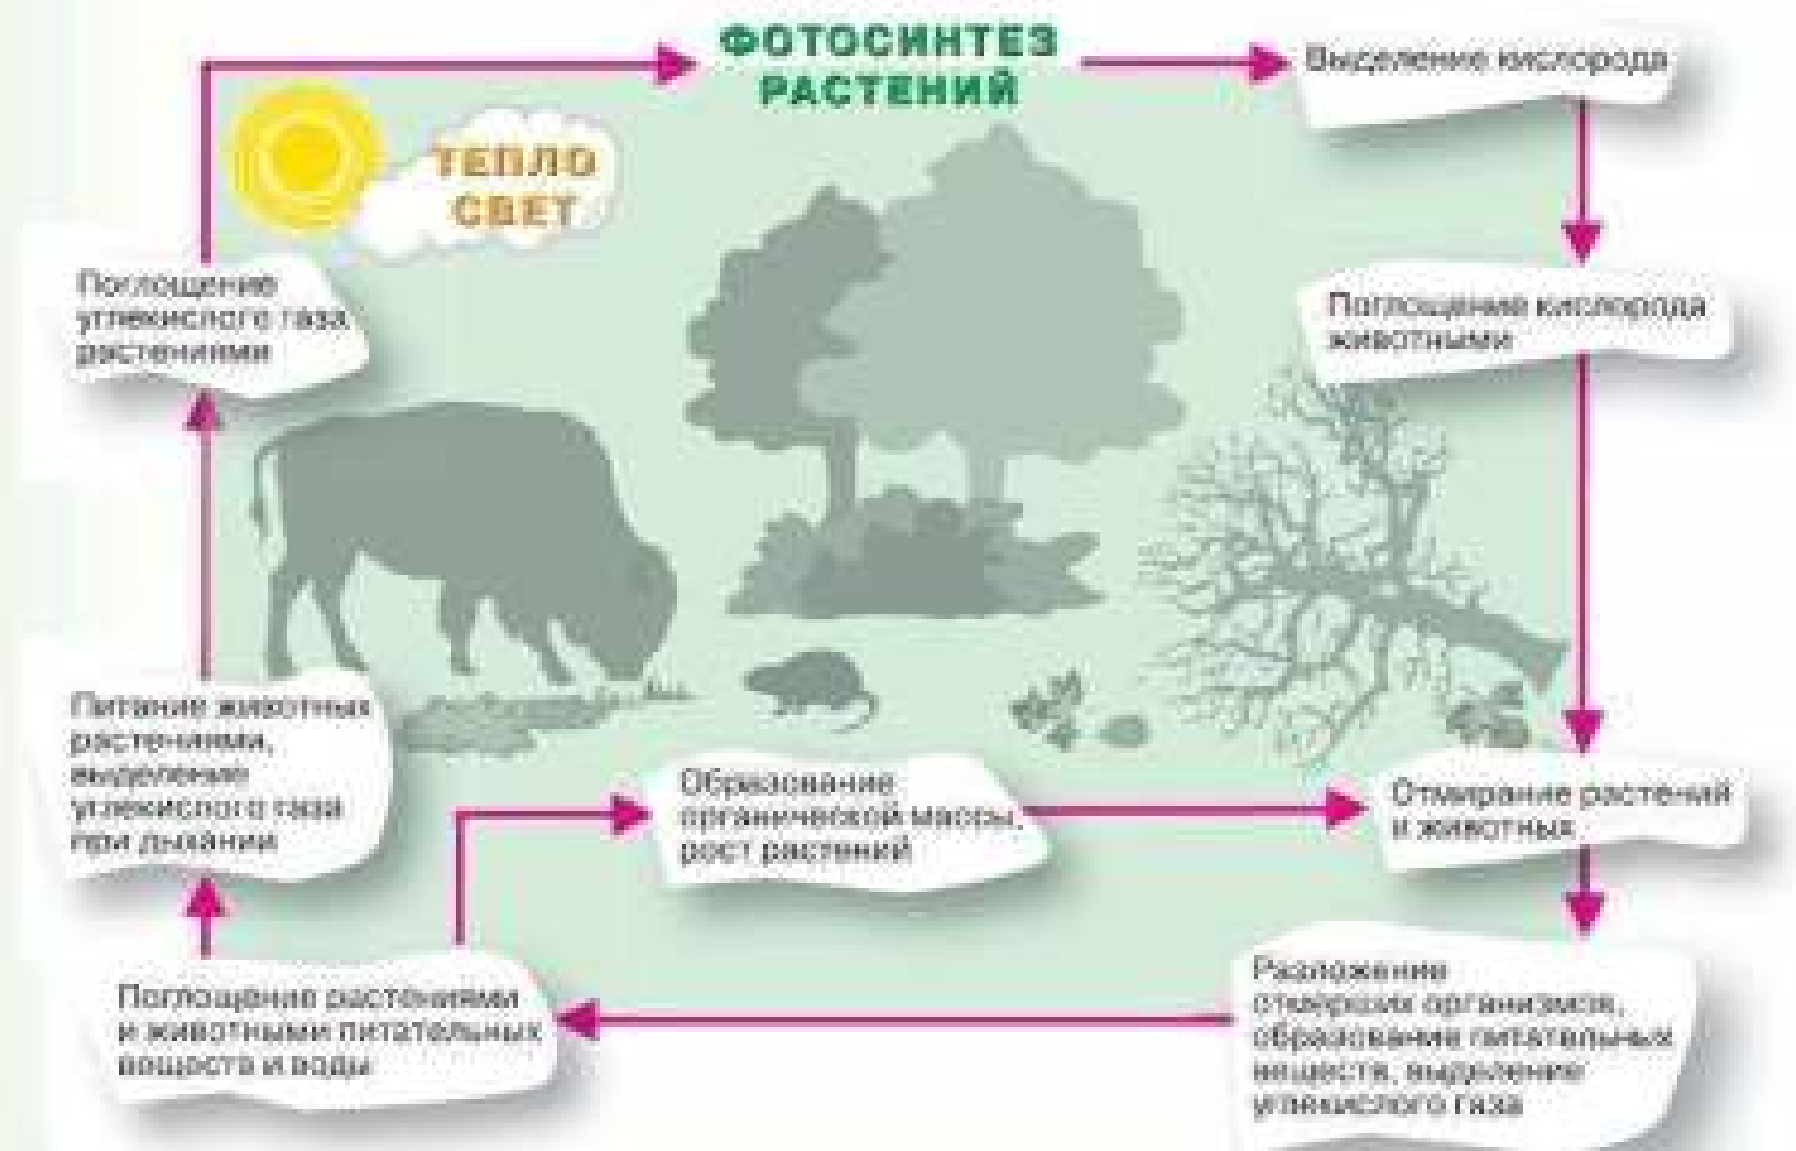 ФОТОСИНТЕЗ
РАСТЕНИЙ
Выделение кислорода
ТЕПЛО
СВЕТ
Поглощение
углекислого газа
растениями
Поглощение кислорода
животными
Питание животных
растениями,
выделение
углекислого газа
при дыхании
Образование
органической массы,
рост растений
Отмирание растений
и животных
Поглощение растениями
и животными питательных
веществ и воды
Разложение
отмерших организмов,
образование питательных
веществ, выделение
углекислого газа